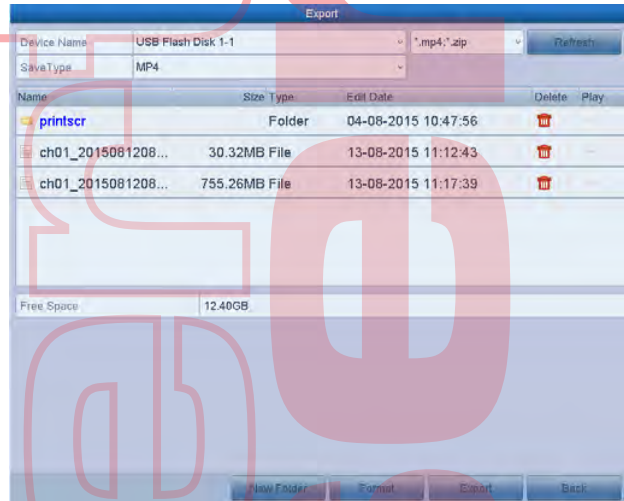 Export
Device Name USB Flash Disk 1-1 *.mp4;*.zip Refresh
SaveType MP4
Name Size Type Edit Date Delete Play
printscr Folder 04-08-2015 10:47:56
ch01_2015081208... 30.32MB File 13-08-2015 11:12:43
ch01_2015081208... 755.26MB File 13-08-2015 11:17:39
Free Space 12.40GB
New Folder Format Export Back